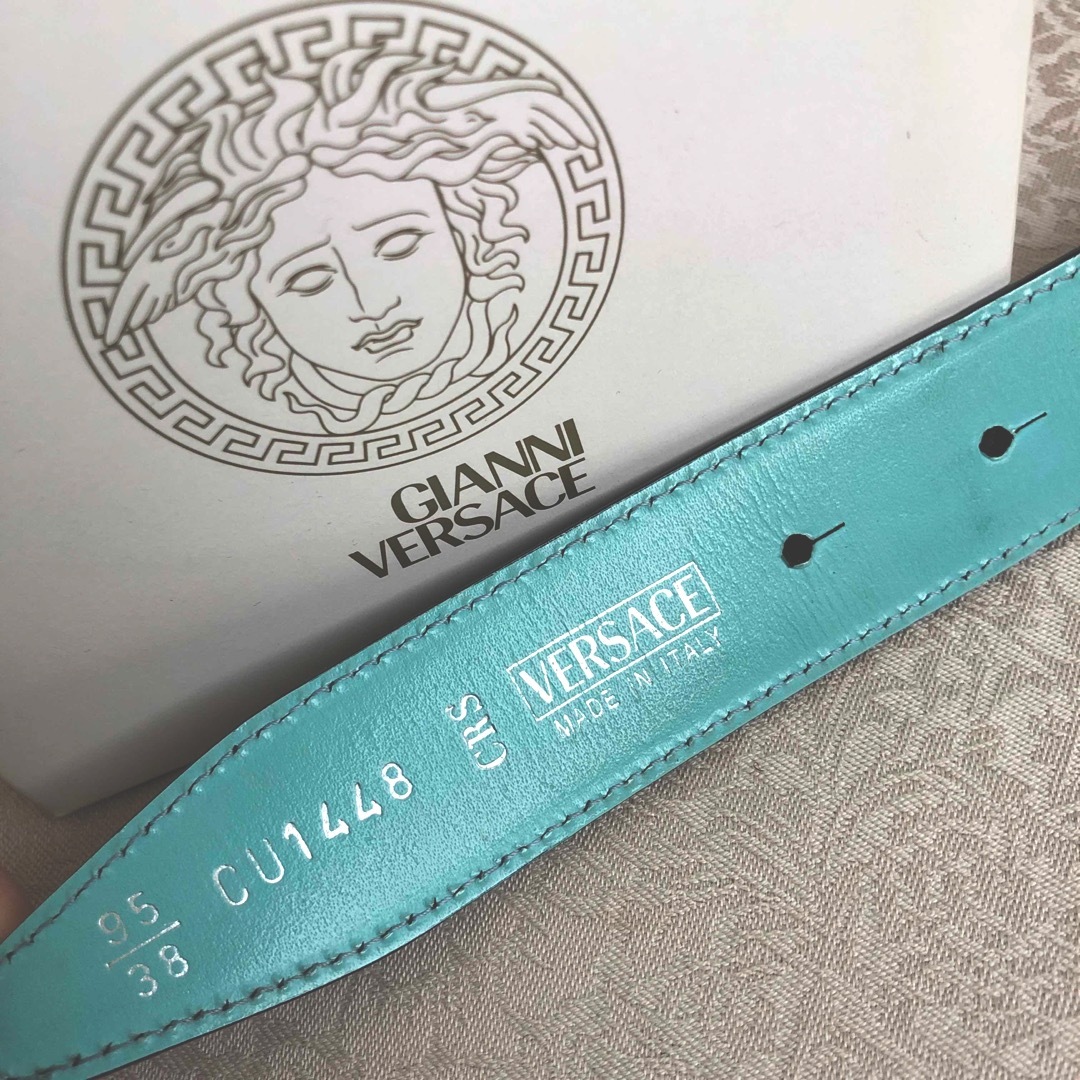 GIANNI
VERSACE
VERSACE
MADE IN ITALY
CRS
CU1448
95
38